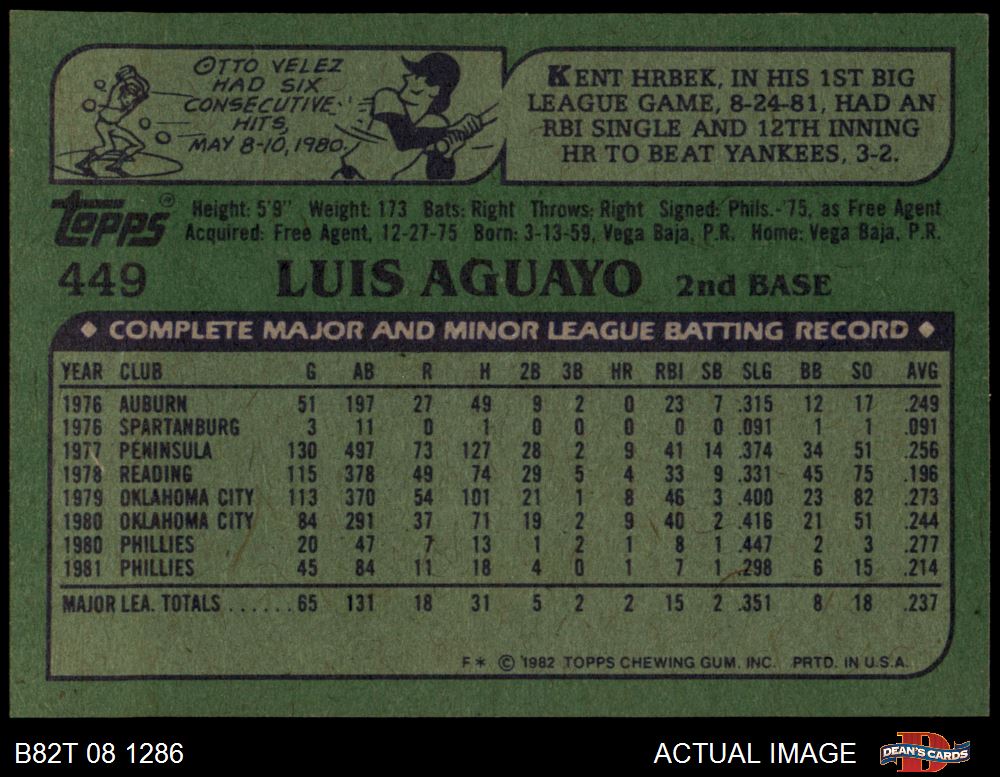 OTTO VELEZ
HAD SIX
CONSECUTIVE
HITS,
MAY 8-10, 1980.
KENT HRBEK, IN HIS 1ST BIG
LEAGUE GAME, 8-24-81, HAD AN
RBI SINGLE AND 12TH INNING
HR TO BEAT YANKEES, 3-2.
TOPPS®
Height: 5'9" Weight: 173 Bats: Right Throws: Right Signed: Phils.-'75, as Free Agent
Acquired: Free Agent, 12-27-75 Born: 3-13-59, Vega Baja, P.R. Home: Vega Baja, P.R.
449 LUIS AGUAYO 2nd BASE
◆ COMPLETE MAJOR AND MINOR LEAGUE BATTING RECORD ◆
YEAR CLUB G AB R H 2B 3B HR RBI SB SLG BB SO AVG
1976 AUBURN 51 197 27 49 9 2 0 23 7 .315 12 17 .249
1976 SPARTANBURG 3 11 0 1 0 0 0 0 0 .091 1 1 .091
1977 PENINSULA 130 497 73 127 28 2 9 41 14 .374 34 51 .256
1978 READING 115 378 49 74 29 5 4 33 9 .331 45 75 .196
1979 OKLAHOMA CITY 113 370 54 101 21 1 8 46 3 .400 23 82 .273
1980 OKLAHOMA CITY 84 291 37 71 19 2 9 40 2 .416 21 51 .244
1980 PHILLIES 20 47 7 13 1 2 1 8 1 .447 2 3 .277
1981 PHILLIES 45 84 11 18 4 0 1 7 1 .298 6 15 .214
MAJOR LEA. TOTALS ......65 131 18 31 5 2 2 15 2 .351 8 18 .237
F* © 1982 TOPPS CHEWING GUM, INC. PRTD. IN U.S.A.
B82T 08 1286 ACTUAL IMAGE DEAN'S CARDS